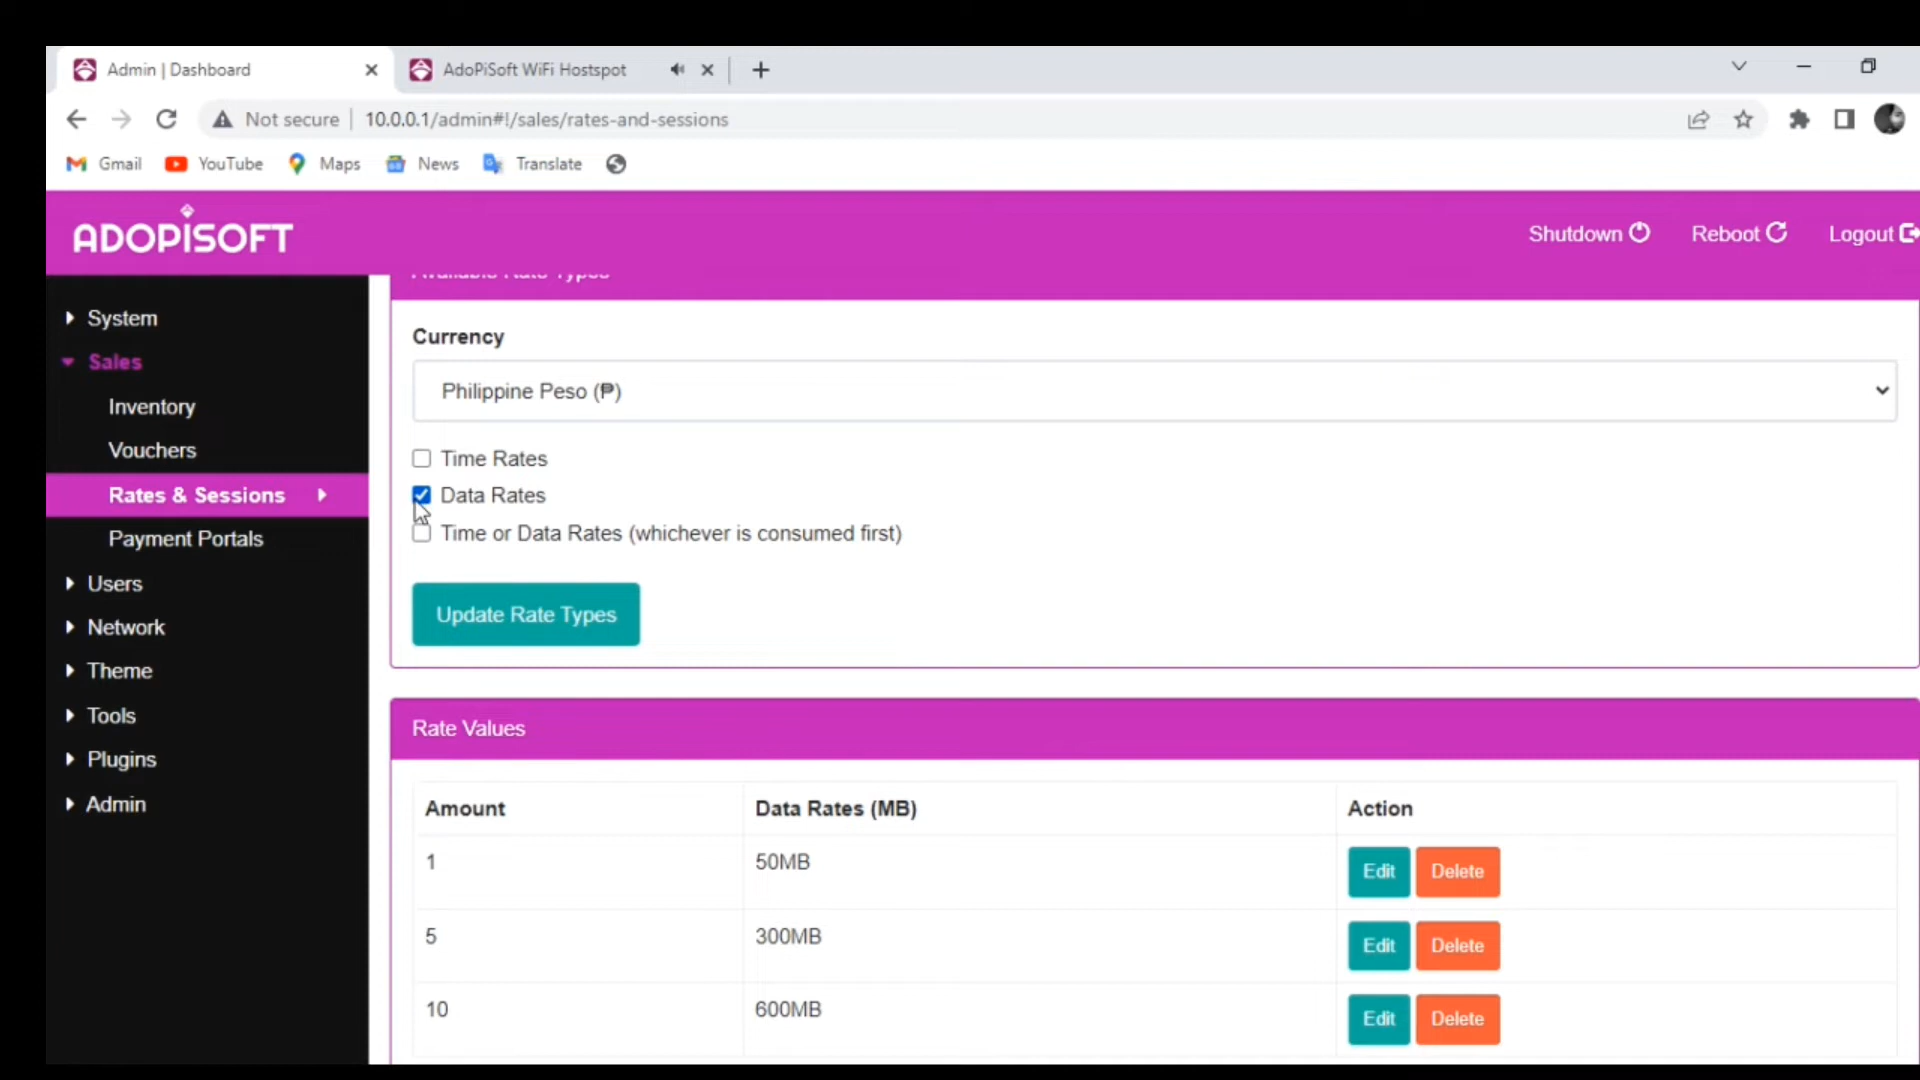 Admin | Dashboard
AdoPiSoft WiFi Hostspot
Not secure
10.0.0.1/admin#!/sales/rates-and-sessions
Gmail
YouTube
Maps
News
Translate
ADOPISOFT
Shutdown
Reboot
Logout
Available Rate Types
System
Sales
Inventory
Vouchers
Rates & Sessions
Payment Portals
Users
Network
Theme
Tools
Plugins
Admin
Currency
Philippine Peso (₱)
Time Rates
Data Rates
Time or Data Rates (whichever is consumed first)
Update Rate Types
Rate Values
Amount Data Rates (MB) Action
1 50MB Edit Delete
5 300MB Edit Delete
10 600MB Edit Delete